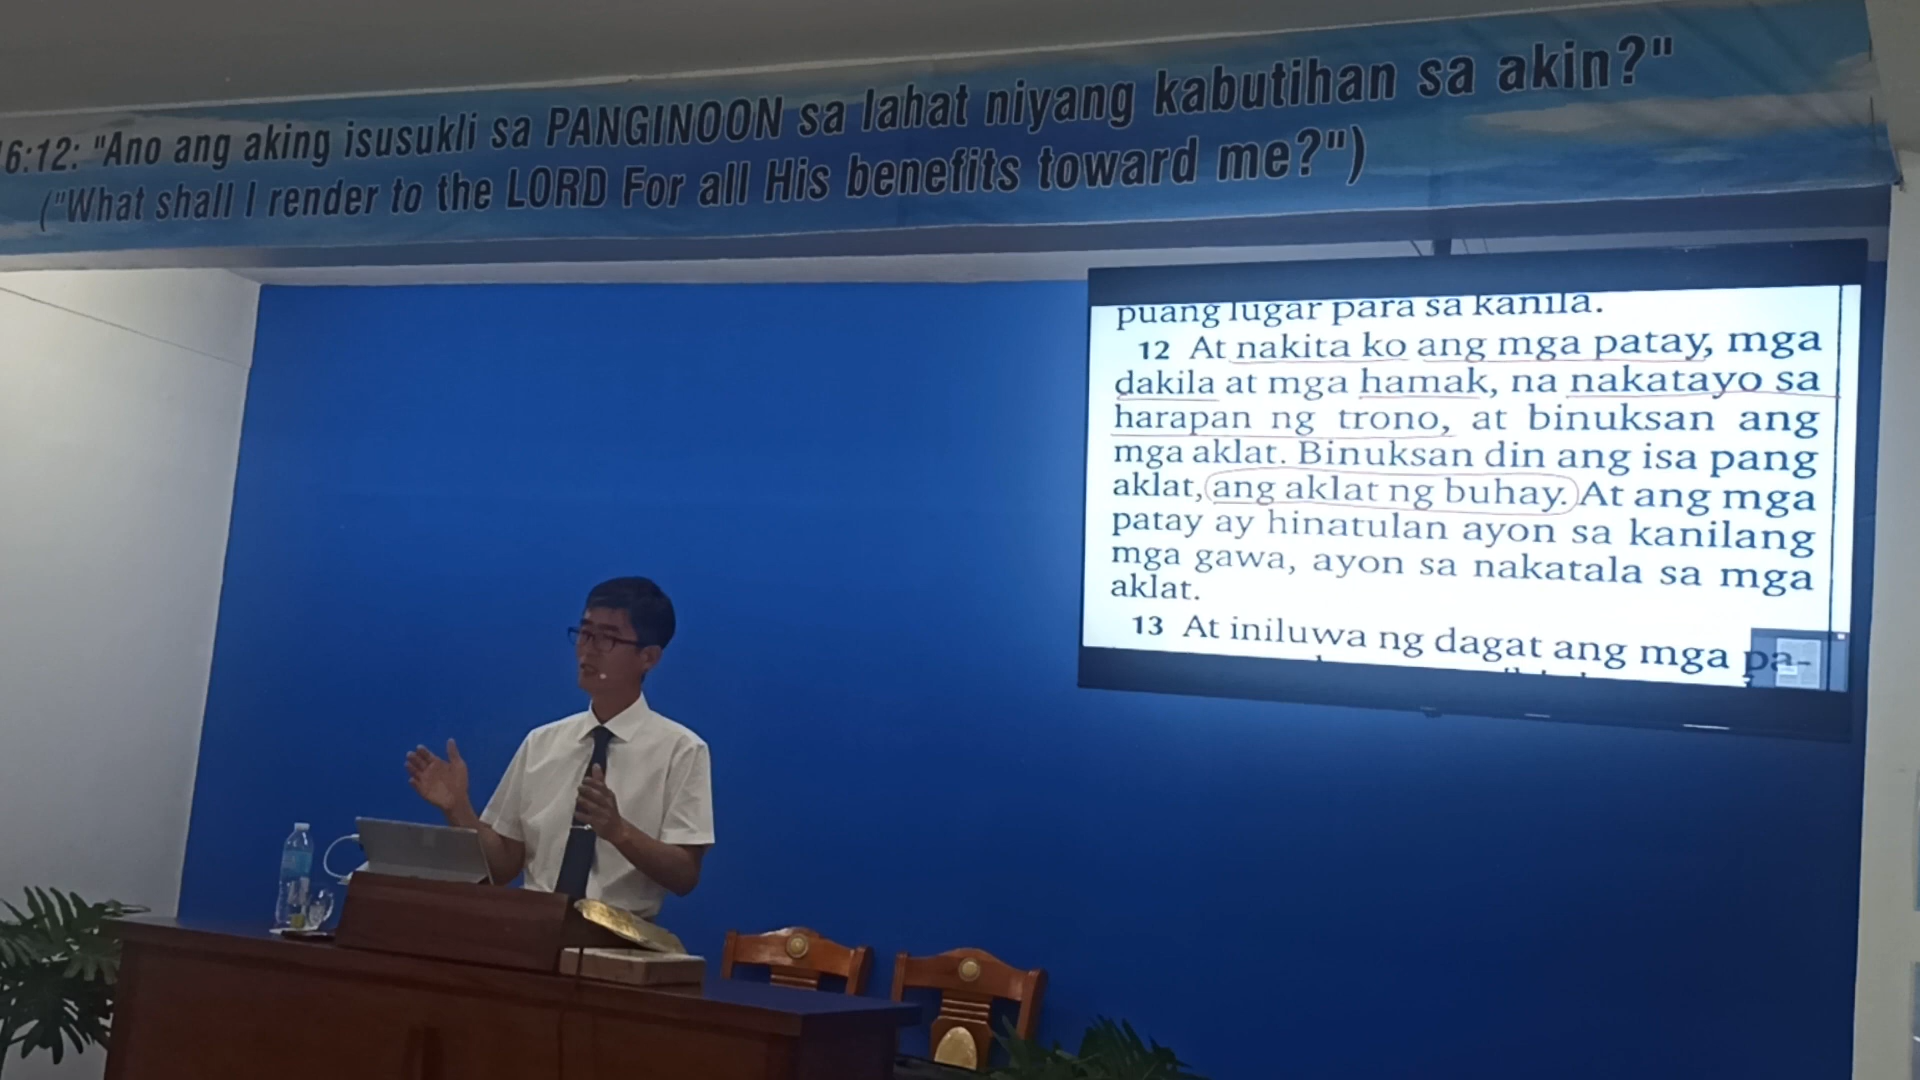 6:12: "Ano ang aking isusukli sa PANGINOON sa lahat niyang kabutihan sa akin?"
("What shall I render to the LORD For all His benefits toward me?")
puang lugar para sa kanila.
12 At nakita ko ang mga patay, mga
dakila at mga hamak, na nakatayo sa
harapan ng trono, at binuksan ang
mga aklat. Binuksan din ang isa pang
aklat, ang aklat ng buhay. At ang mga
patay ay hinatulan ayon sa kanilang
mga gawa, ayon sa nakatala sa mga
aklat.
13 At iniluwa ng dagat ang mga pa-